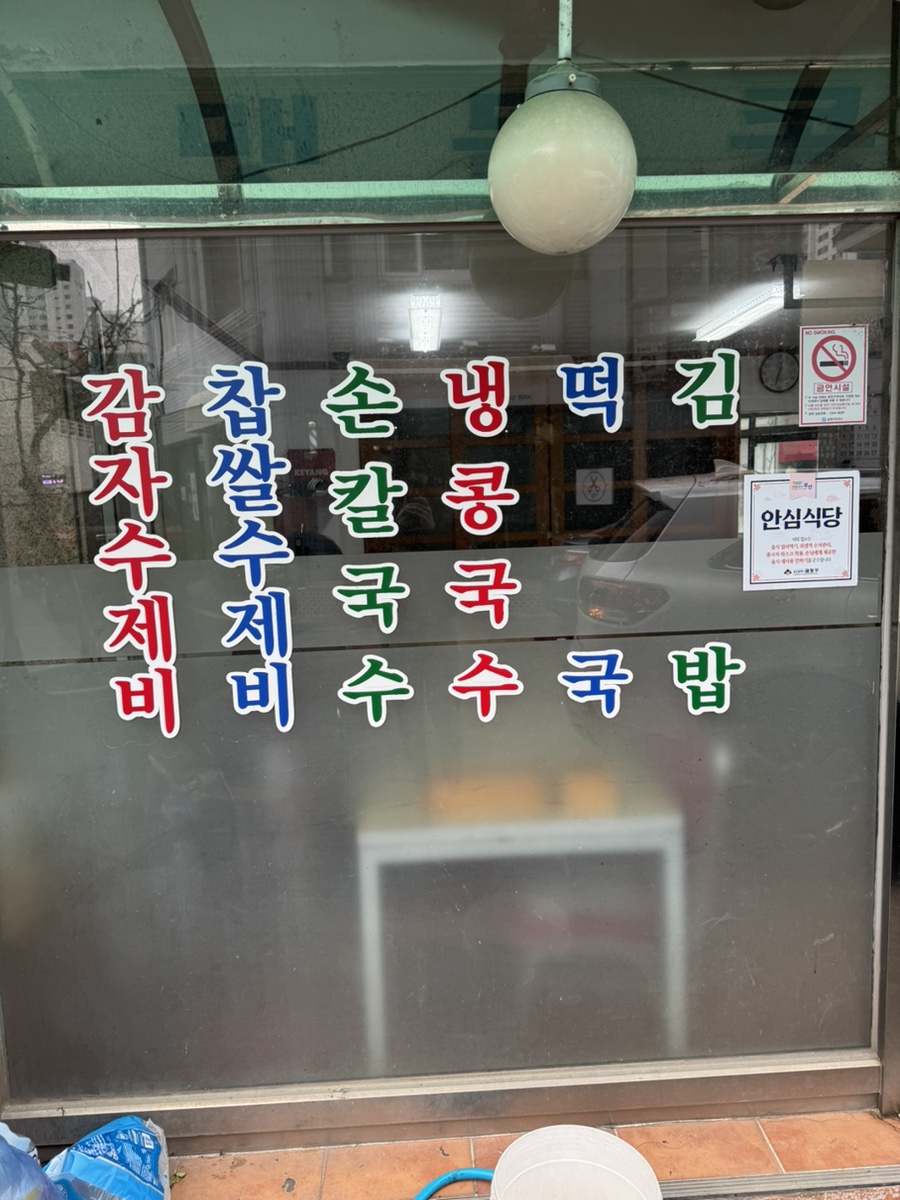 감자수제비
찹쌀수제비
손칼국수
냉콩국수
떡국
김밥
NO SMOKING
금연시설
안심식당